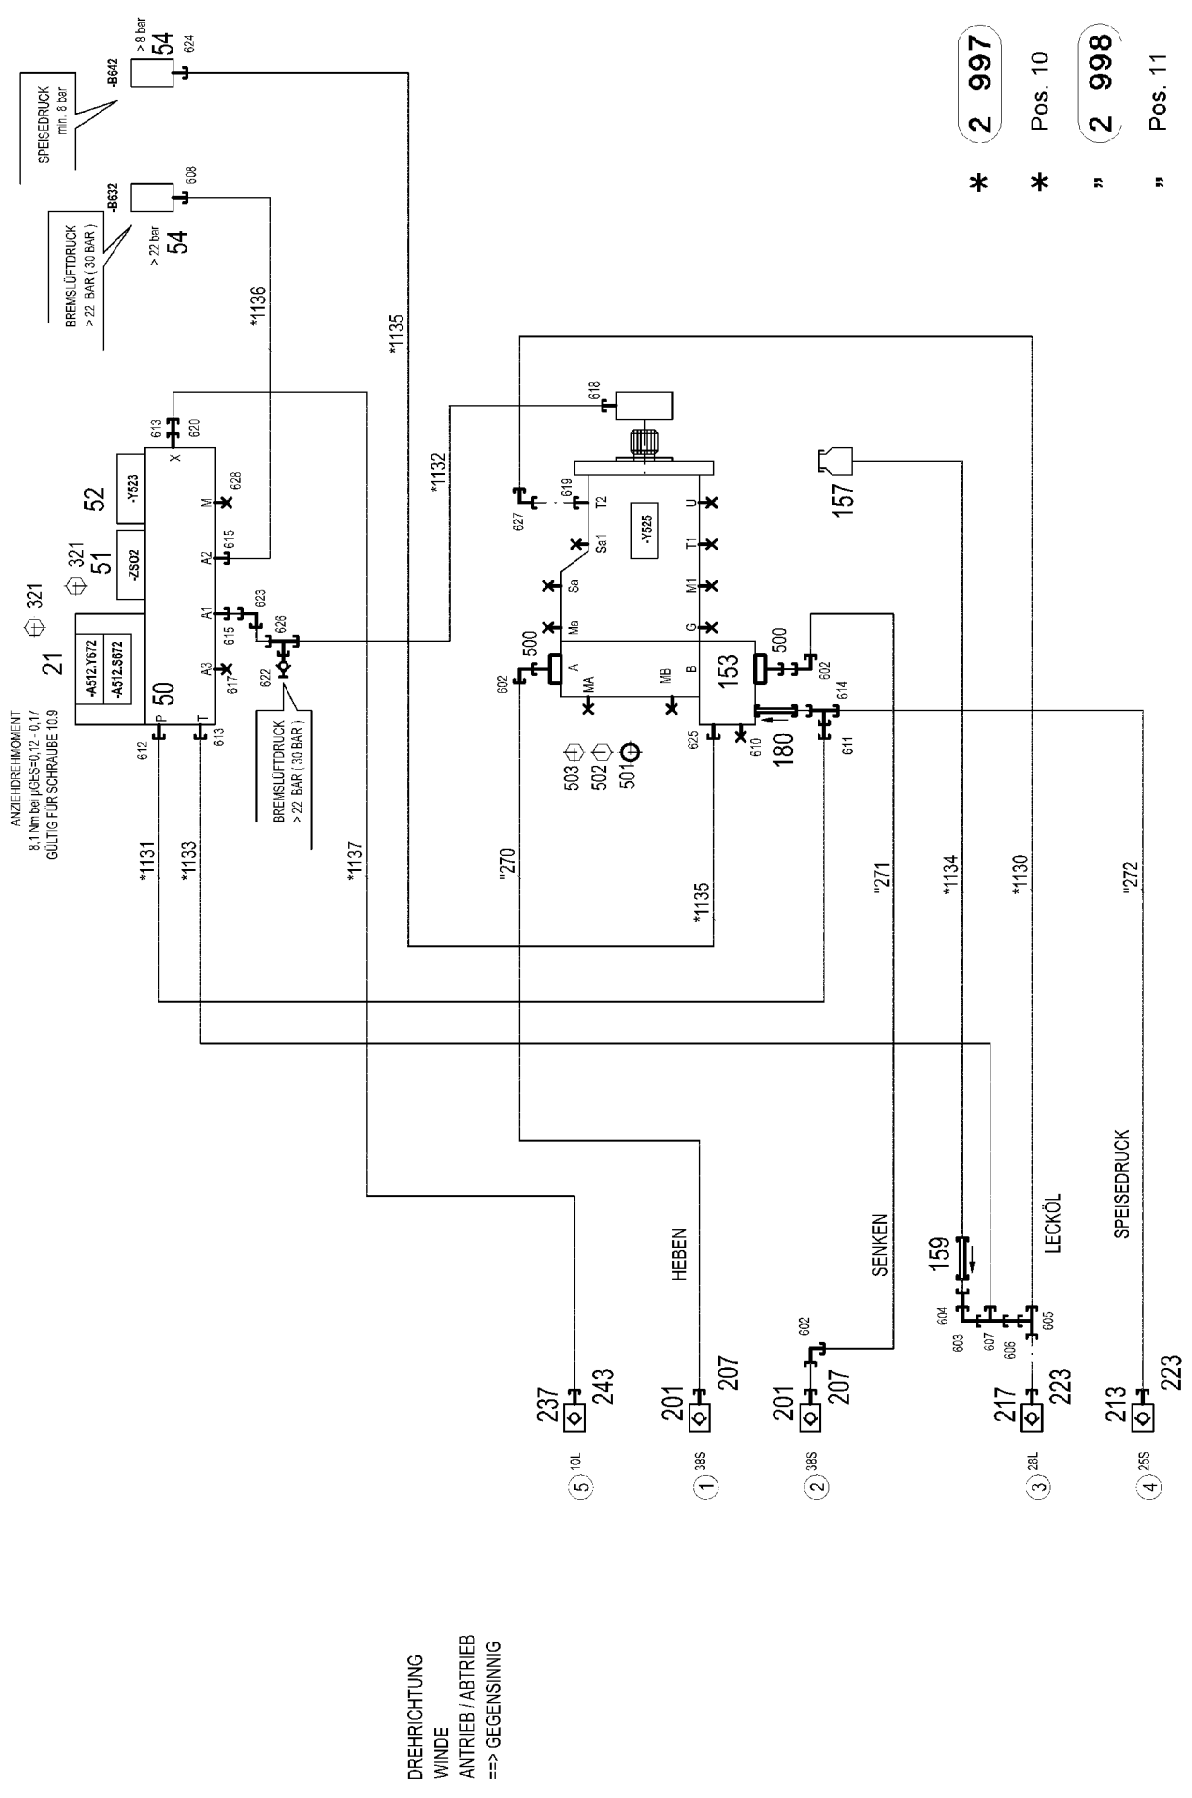 ANZIEHDREHMOMENT
8,1 Nm bei µGES=0,12 - 0,17
GÜLTIG FÜR SCHRAUBE 10.9
21
321
321
51
52
-A512.Y672
-A512.S672
-ZSO2
-Y523
50
P
T
A3
A1
A2
M
X
612
613
617
615
623
615
628
613
620
622
626
BREMSLÜFTDRUCK
> 22 BAR ( 30 BAR )
BREMSLÜFTDRUCK
> 22 BAR ( 30 BAR )
-B632
> 22 bar
54
608
SPEISEDRUCK
min. 8 bar
-B642
> 8 bar
54
624
*1131
*1133
*1137
*1136
*1135
*1132
"270
*1135
"271
*1134
*1130
"272
602
500
A
MA
MB
B
Ma
Sa
Sa1
T2
G
M1
T1
U
-Y525
627
619
618
153
500
602
614
611
180
610
625
503
502
501
157
HEBEN
SENKEN
LECKÖL
SPEISEDRUCK
159
604
603
607
606
605
602
237
243
201
207
201
207
217
223
213
223
5 10L
1 38S
2 38S
3 28L
4 25S
DREHRICHTUNG
WINDE
ANTRIEB / ABTRIEB
==> GEGENSINNIG
* 2 997
* Pos. 10
" 2 998
" Pos. 11